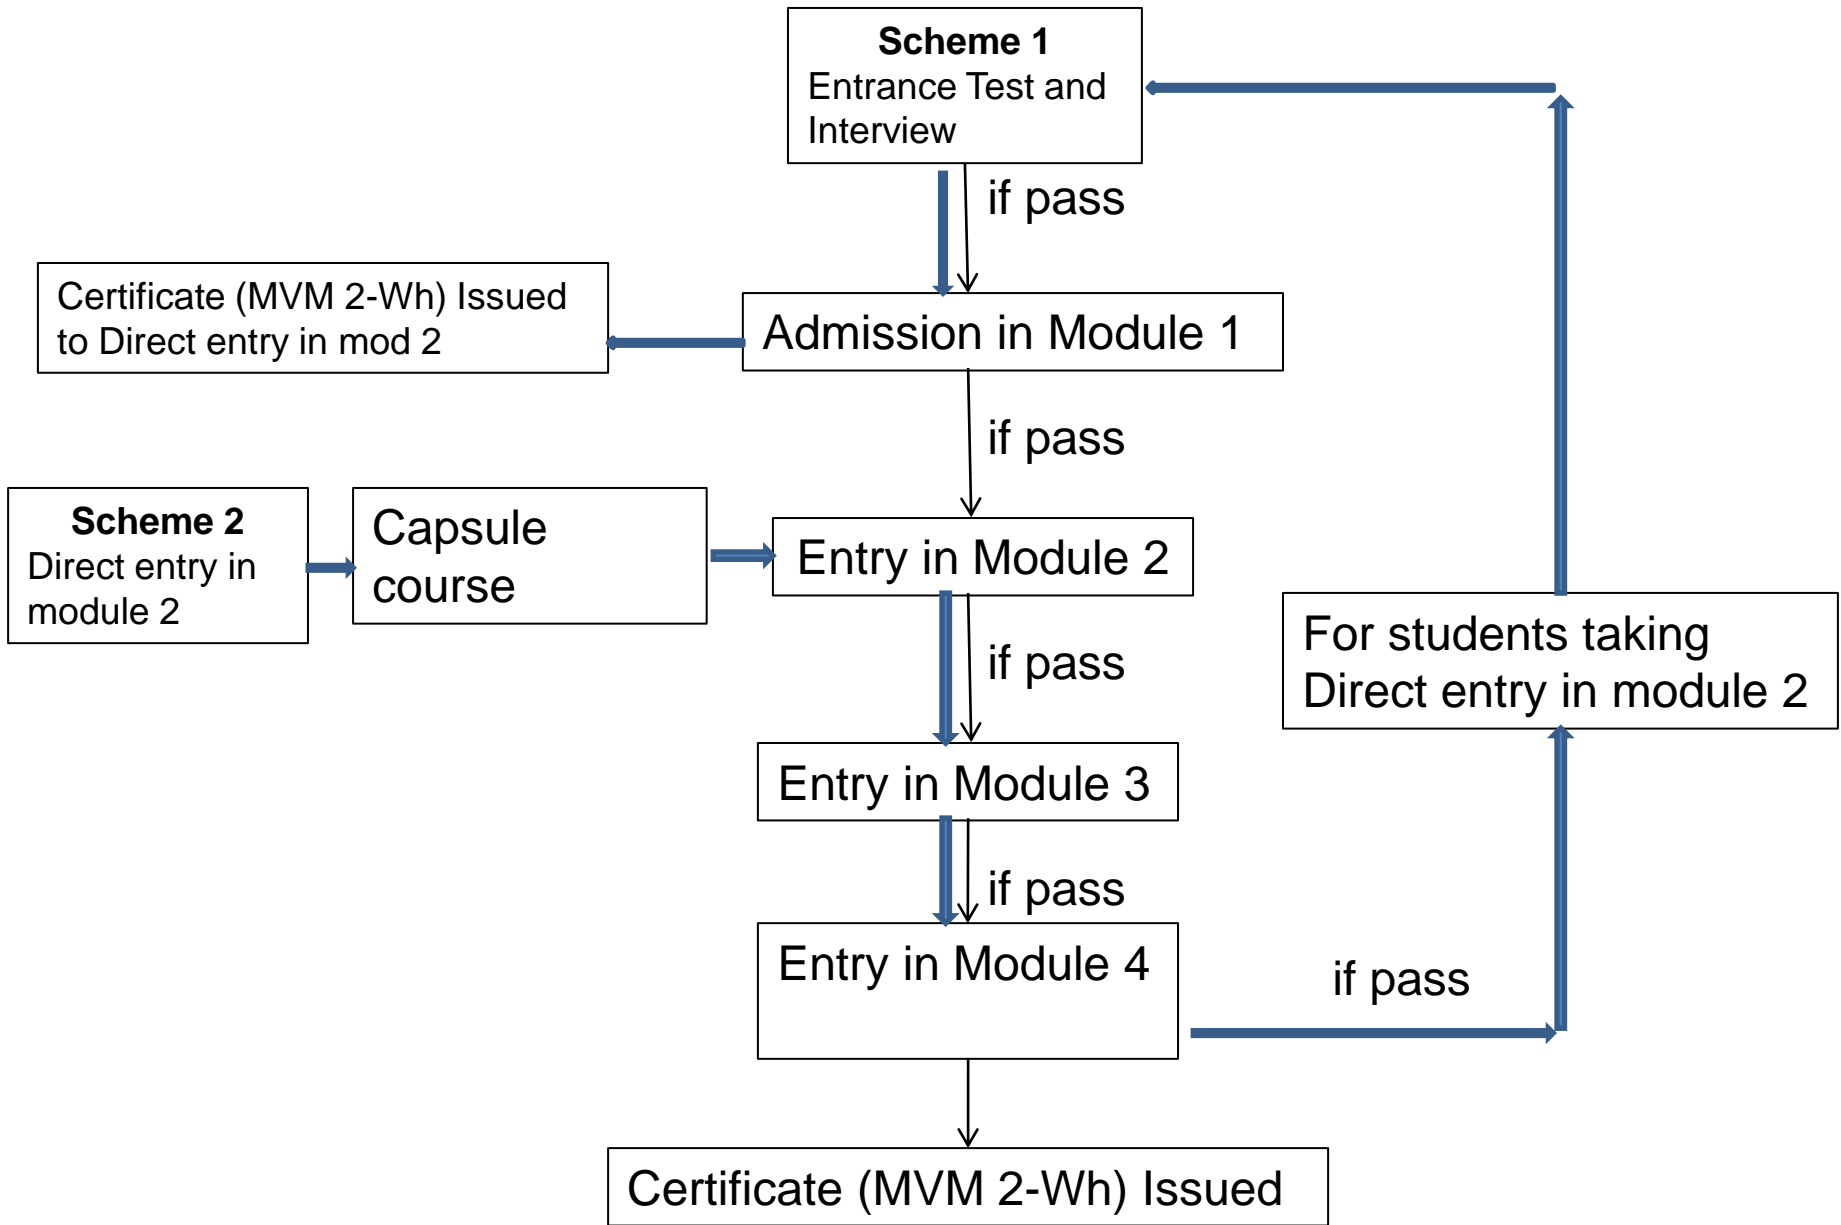 Scheme 1
Entrance Test and
Interview
if pass
Certificate (MVM 2-Wh) Issued
to Direct entry in mod 2
Admission in Module 1
if pass
Scheme 2
Direct entry in
module 2
Capsule
course
Entry in Module 2
if pass
For students taking
Direct entry in module 2
Entry in Module 3
if pass
Entry in Module 4
if pass
Certificate (MVM 2-Wh) Issued